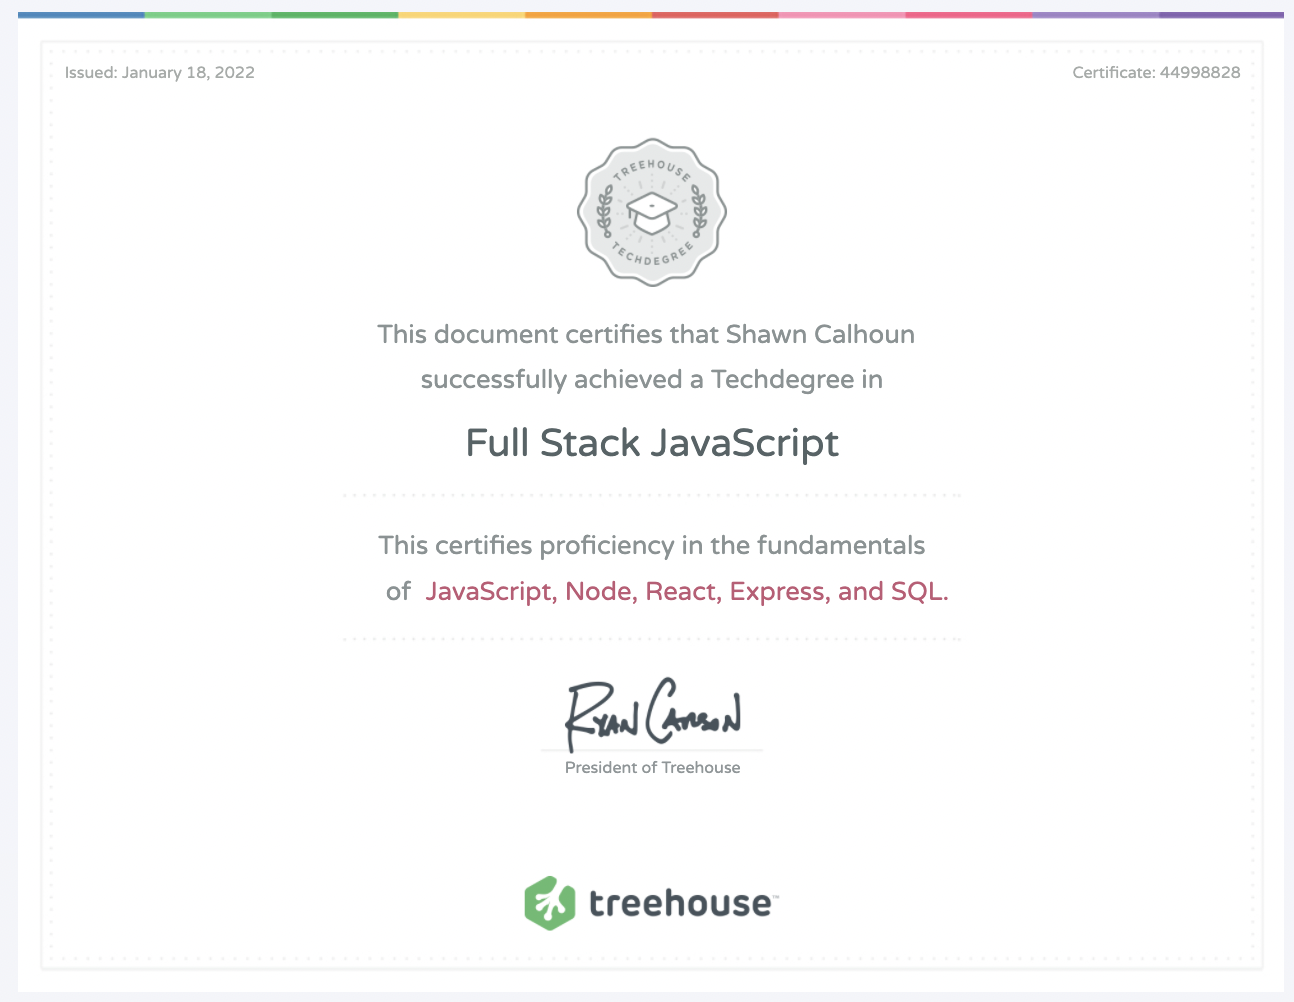 Issued: January 18, 2022
Certificate: 44998828
TREEHOUSE
TECHDEGREE
This document certifies that Shawn Calhoun
successfully achieved a Techdegree in
Full Stack JavaScript
This certifies proficiency in the fundamentals
of JavaScript, Node, React, Express, and SQL.
RYAN CARSON
President of Treehouse
treehouse™